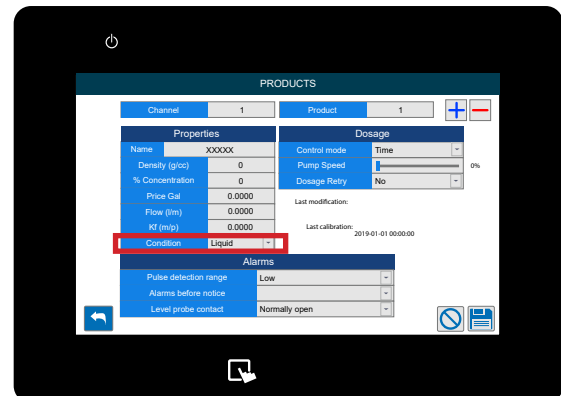 PRODUCTS
Channel 1 Product 1
Properties Dosage
Name XXXXX Control mode Time
Density (g/cc) 0 Pump Speed 0%
% Concentration 0 Dosage Retry No
Price Gal 0.0000 Last modification:
Flow (l/m) 0.0000
Kf (m/p) 0.0000 Last calibration:
2019-01-01 00:00:00
Condition Liquid
Alarms
Pulse detection range Low
Alarms before notice
Level probe contact Normally open